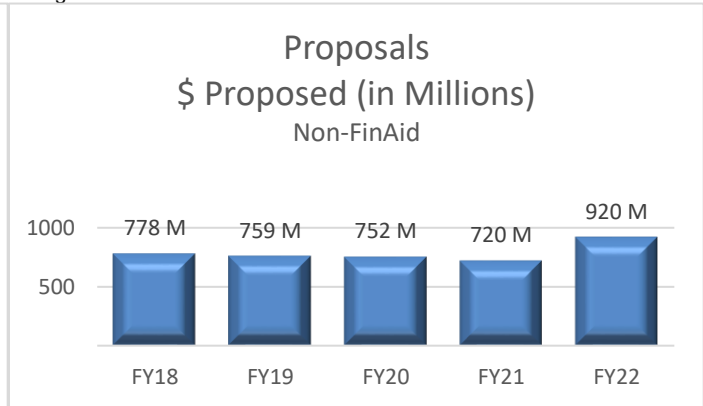 Proposals
$ Proposed (in Millions)
Non-FinAid
1000
500
778 M
759 M
752 M
720 M
920 M
FY18
FY19
FY20
FY21
FY22